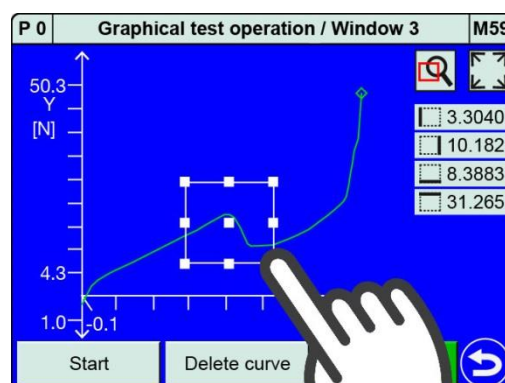 P 0 Graphical test operation / Window 3 M59
50.3
Y
[N]
3.3040
10.182
8.3883
31.265
4.3
1.0 -0.1
Start Delete curve